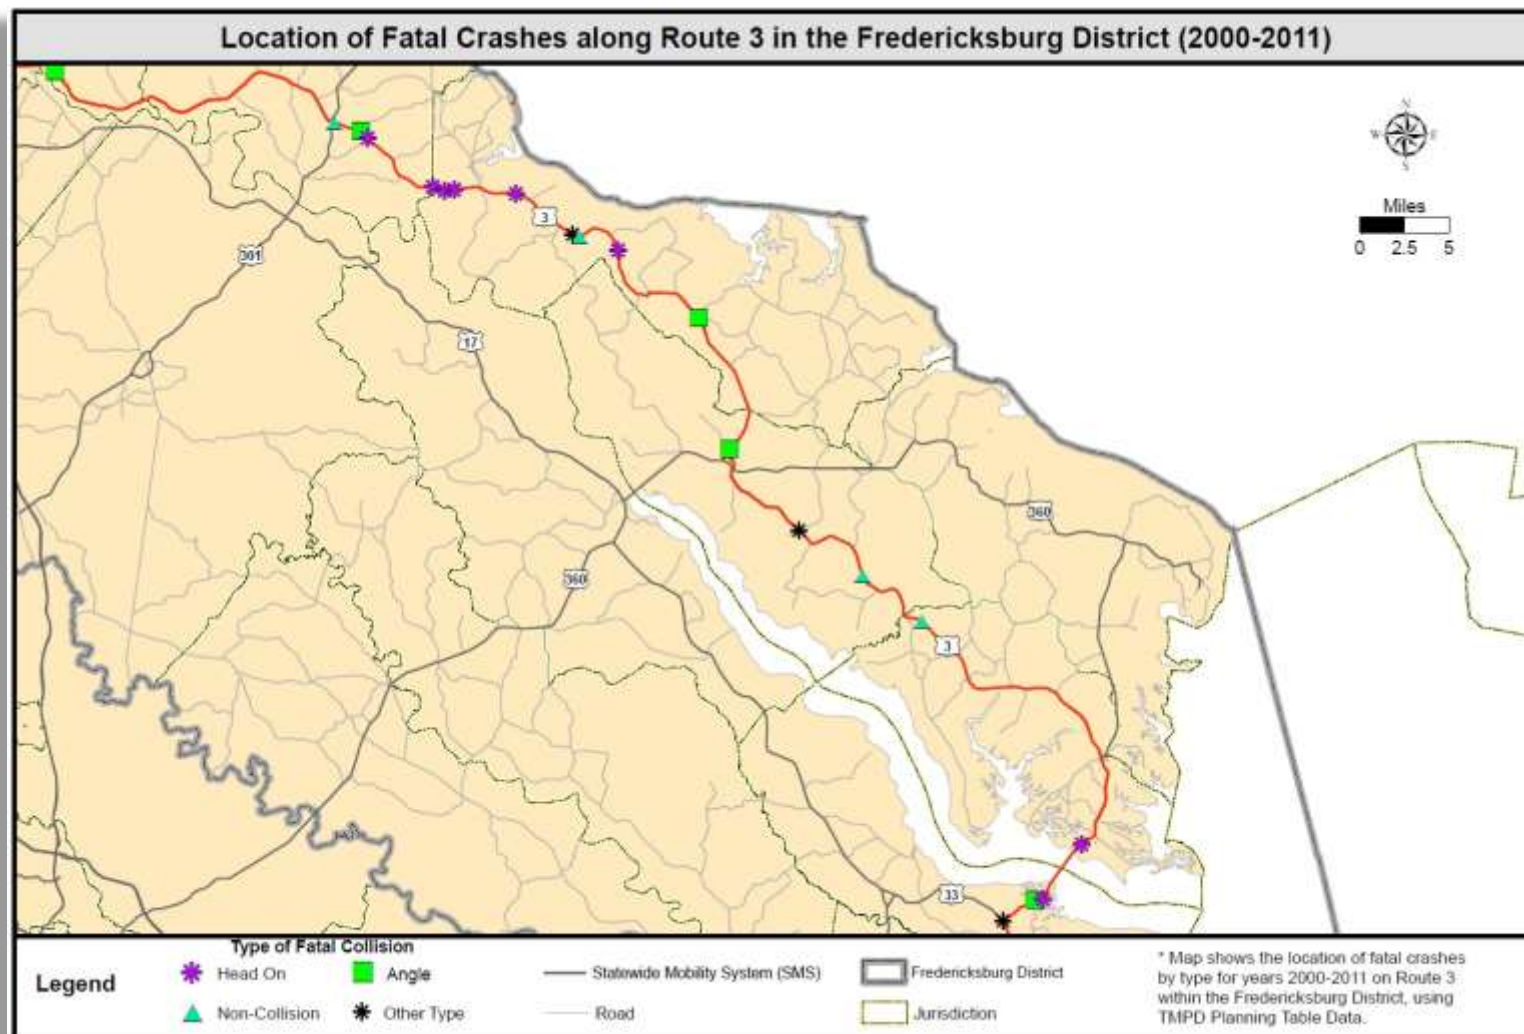 Location of Fatal Crashes along Route 3 in the Fredericksburg District (2000-2011)
N
W E
S
Miles
0 2.5 5
3
301
17
360
360
3
33
Type of Fatal Collision
Legend
Head On
Angle
Statewide Mobility System (SMS)
Fredericksburg District
Non-Collision
Other Type
Road
Jurisdiction
* Map shows the location of fatal crashes
by type for years 2000-2011 on Route 3
within the Fredericksburg District, using
TMPD Planning Table Data.